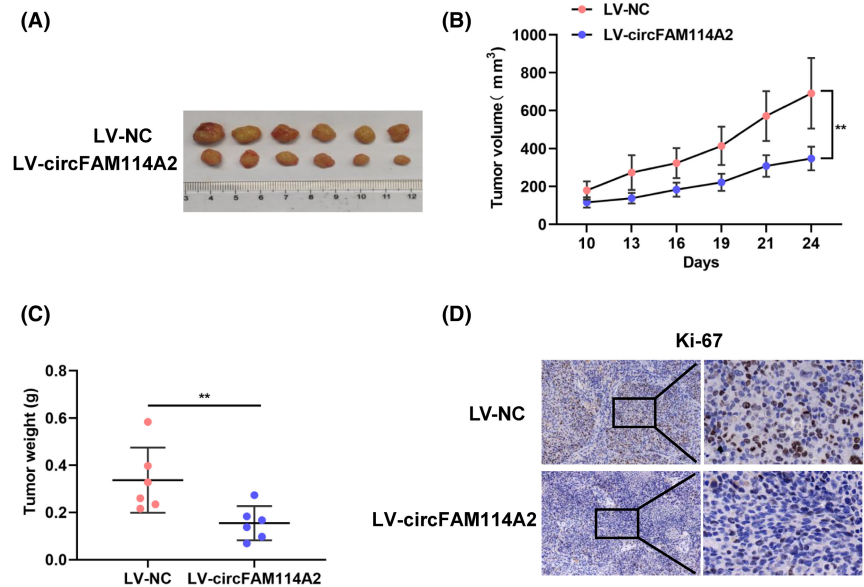 (A)
LV-NC
LV-circFAM114A2
3 4 5 6 7 8 9 10 11 12
(B)
LV-NC
LV-circFAM114A2
Tumor volume( mm³)
1000
800
600
400
200
0
10 13 16 19 21 24
Days
**
(C)
Tumor weight (g)
0.8
0.6
0.4
0.2
0.0
**
LV-NC LV-circFAM114A2
(D)
Ki-67
LV-NC
LV-circFAM114A2